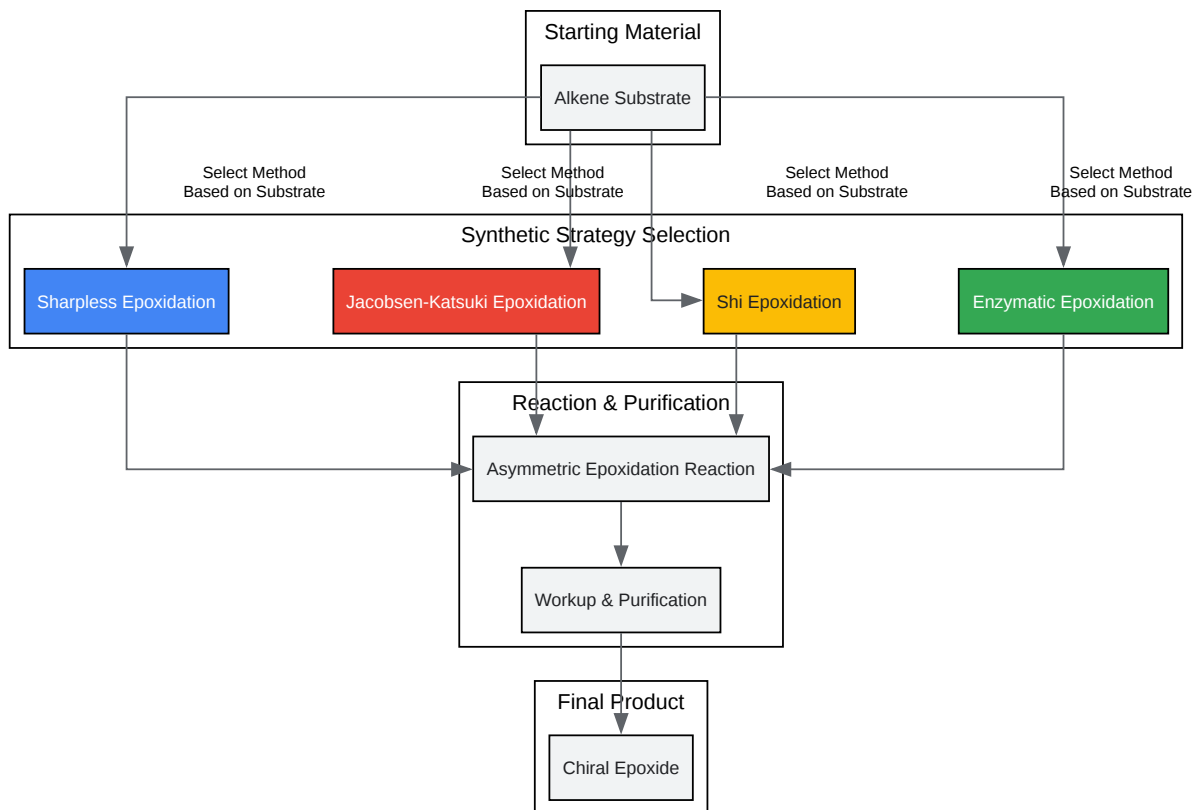 Starting Material
Alkene Substrate
Select Method
Based on Substrate
Select Method
Based on Substrate
Select Method
Based on Substrate
Select Method
Based on Substrate
Synthetic Strategy Selection
Sharpless Epoxidation
Jacobsen-Katsuki Epoxidation
Shi Epoxidation
Enzymatic Epoxidation
Reaction & Purification
Asymmetric Epoxidation Reaction
Workup & Purification
Final Product
Chiral Epoxide